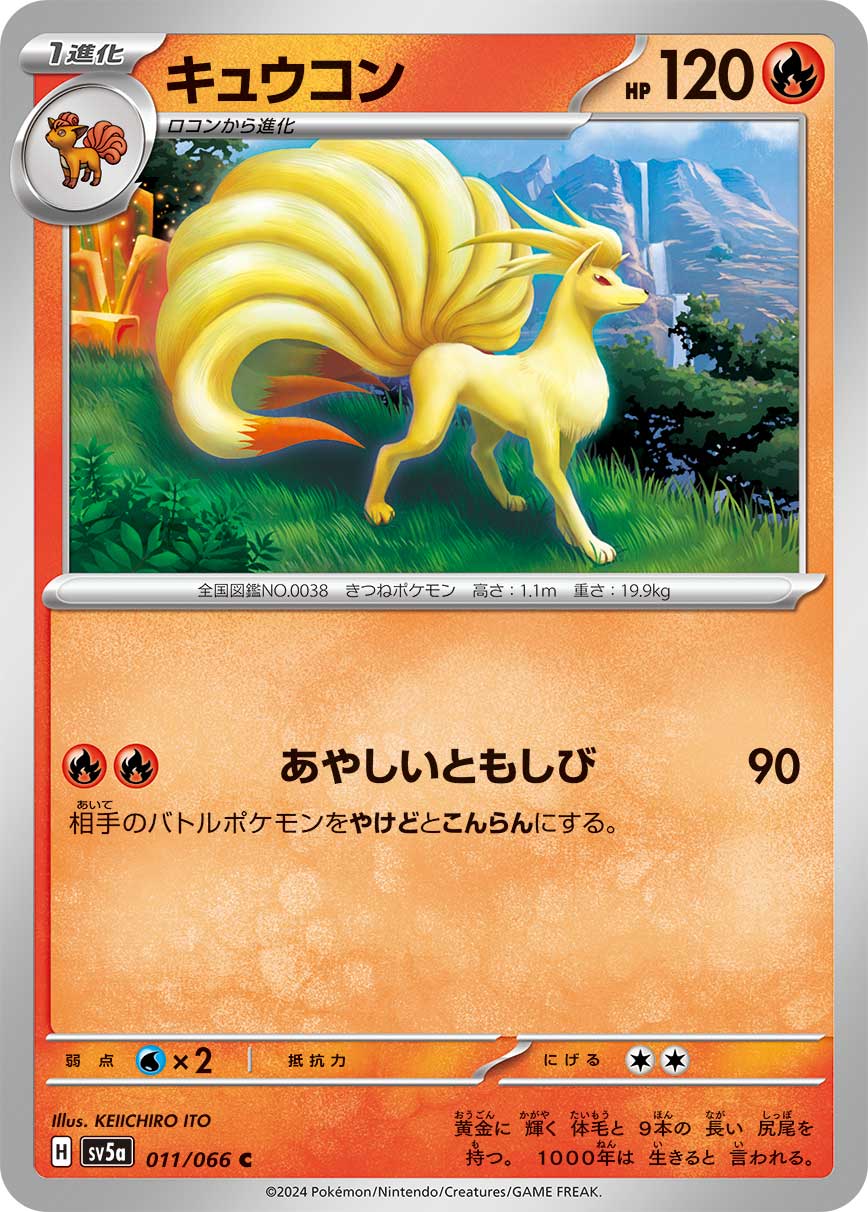 1進化
キュウコン
HP 120
ロコンから進化
全国図鑑NO.0038 きつねポケモン 高さ:1.1m 重さ:19.9kg
あやしいともしび 90
あいて
相手のバトルポケモンをやけどとこんらんにする。
弱点 ×2 抵抗力 にげる
Illus. KEIICHIRO ITO
おうごん かがや たいもう ほん なが しっぽ
黄金に 輝く 体毛と 9本の 長い 尻尾を
も ねん い い
持つ。 1000年は 生きると 言われる。
H sv5a 011/066 C
©2024 Pokémon/Nintendo/Creatures/GAME FREAK.